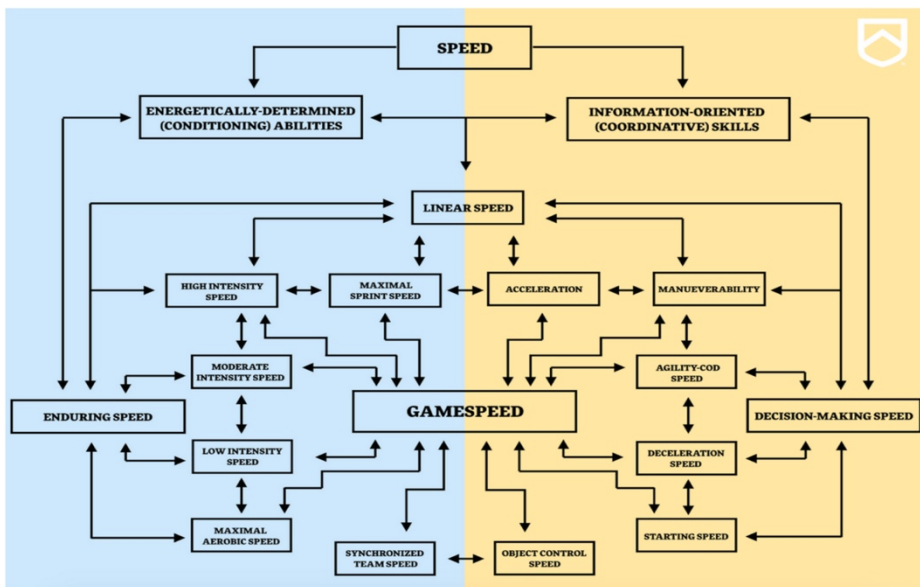 SPEED
ENERGETICALLY-DETERMINED
(CONDITIONING) ABILITIES
INFORMATION-ORIENTED
(COORDINATIVE) SKILLS
LINEAR SPEED
HIGH INTENSITY
SPEED
MAXIMAL
SPRINT SPEED
ACCELERATION
MANUEVERABILITY
MODERATE
INTENSITY SPEED
AGILITY-COD
SPEED
ENDURING SPEED
GAMESPEED
DECISION-MAKING SPEED
LOW INTENSITY
SPEED
DECELERATION
SPEED
MAXIMAL
AEROBIC SPEED
SYNCHRONIZED
TEAM SPEED
OBJECT CONTROL
SPEED
STARTING SPEED